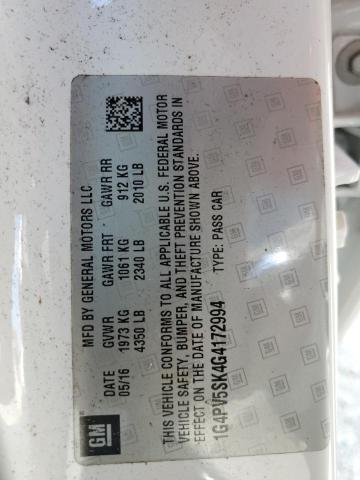 GM
MFD BY GENERAL MOTORS LLC
DATE GVWR GAWR FRT GAWR RR
05/16 1973 KG 1061 KG 912 KG
4350 LB 2340 LB 2010 LB
THIS VEHICLE CONFORMS TO ALL APPLICABLE U.S. FEDERAL MOTOR
VEHICLE SAFETY, BUMPER, AND THEFT PREVENTION STANDARDS IN
EFFECT ON THE DATE OF MANUFACTURE SHOWN ABOVE.
1G4PV5SK4G4172994 TYPE: PASS CAR